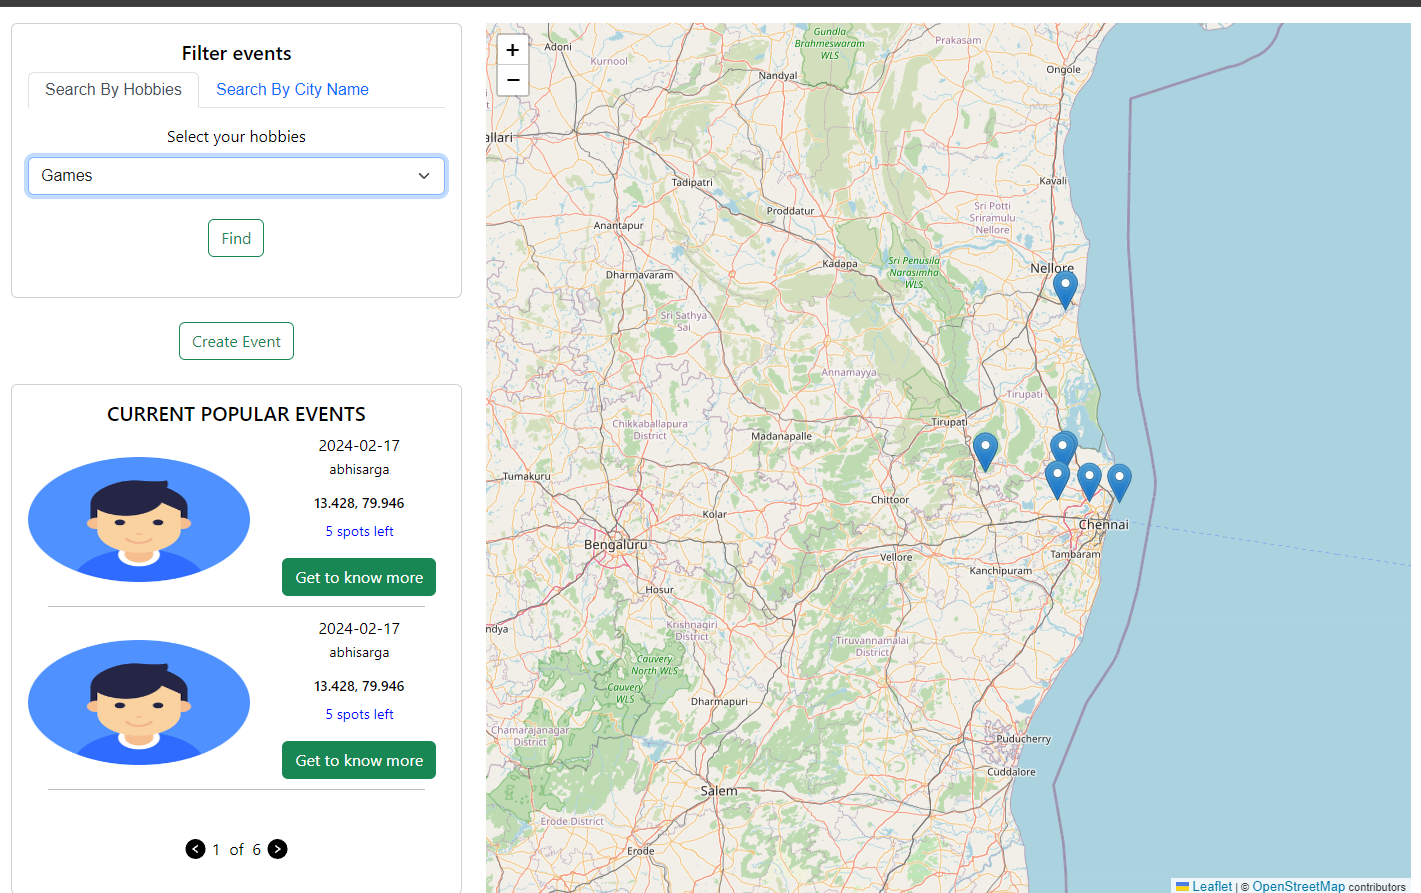 Filter events
Search By Hobbies
Search By City Name
Select your hobbies
Games
Find
Create Event
CURRENT POPULAR EVENTS
2024-02-17
abhisarga
13.428, 79.946
5 spots left
Get to know more
2024-02-17
abhisarga
13.428, 79.946
5 spots left
Get to know more
1 of 6
+
−
Adoni
Kurnool
Gundla
Brahmeswaram
WLS
Prakasam
Nandyal
Ongole
allari
Kavali
Tadipatri
Proddatur
Sri Potti
Sriramulu
Nellore
Anantapur
Dharmavaram
Kadapa
Sri Penusila
Narasimha
WLS
Nellore
Sri Sathya
Sai
Annamayya
Tirupati
Chikkaballapura
District
Madanapalle
Tirupati
Tumakuru
Kolar
Chittoor
Bengaluru
Chennai
Vellore
Tambaram
Kanchipuram
Hosur
ndya
Krishnagiri
District
Tiruvannamalai
District
Cauvery
North WLS
Cauvery
WLS
Dharmapuri
Chamarajanagar
District
Puducherry
Cuddalore
Salem
Erode District
Erode
Leaflet | © OpenStreetMap contributors